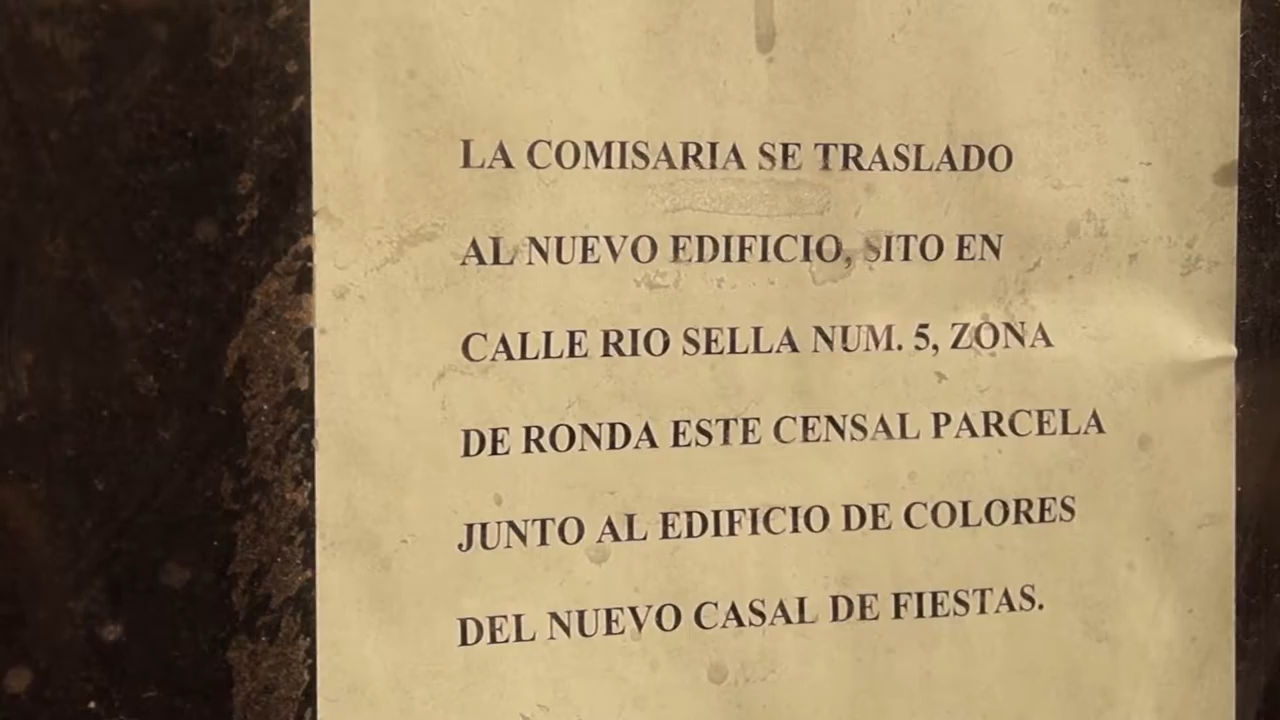 LA COMISARIA SE TRASLADO
AL NUEVO EDIFICIO, SITO EN
CALLE RIO SELLA NUM. 5, ZONA
DE RONDA ESTE CENSAL PARCELA
JUNTO AL EDIFICIO DE COLORES
DEL NUEVO CASAL DE FIESTAS.